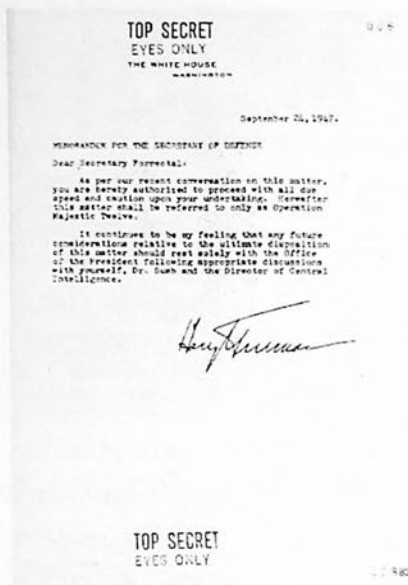 TOP SECRET
EYES ONLY
THE WHITE HOUSE
WASHINGTON
September 24, 1947.
MEMORANDUM FOR THE SECRETARY OF DEFENSE
Dear Secretary Forrestal:
As per our recent conversation on this matter,
you are hereby authorized to proceed with all due
speed and caution upon your undertaking. Hereafter
this matter shall be referred to only as Operation
Majestic Twelve.
It continues to be my feeling that any future
considerations relative to the ultimate disposition
of this matter should rest solely with the Office
of the President following appropriate discussions
with yourself, Dr. Bush and the Director of Central
Intelligence.
Harry Truman
TOP SECRET
EYES ONLY